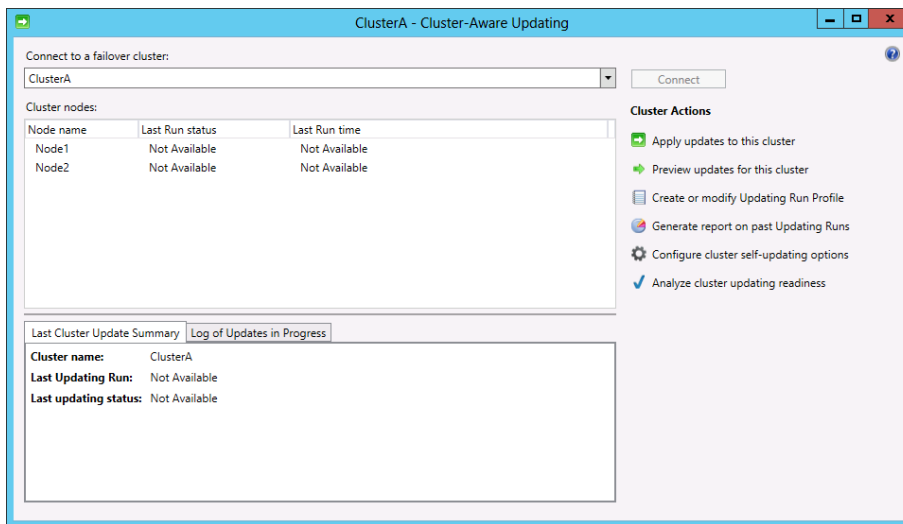 ClusterA - Cluster-Aware Updating
Connect to a failover cluster:
ClusterA
Connect
Cluster nodes:
Node name Last Run status Last Run time
Node1 Not Available Not Available
Node2 Not Available Not Available
Cluster Actions
Apply updates to this cluster
Preview updates for this cluster
Create or modify Updating Run Profile
Generate report on past Updating Runs
Configure cluster self-updating options
Analyze cluster updating readiness
Last Cluster Update Summary Log of Updates in Progress
Cluster name: ClusterA
Last Updating Run: Not Available
Last updating status: Not Available